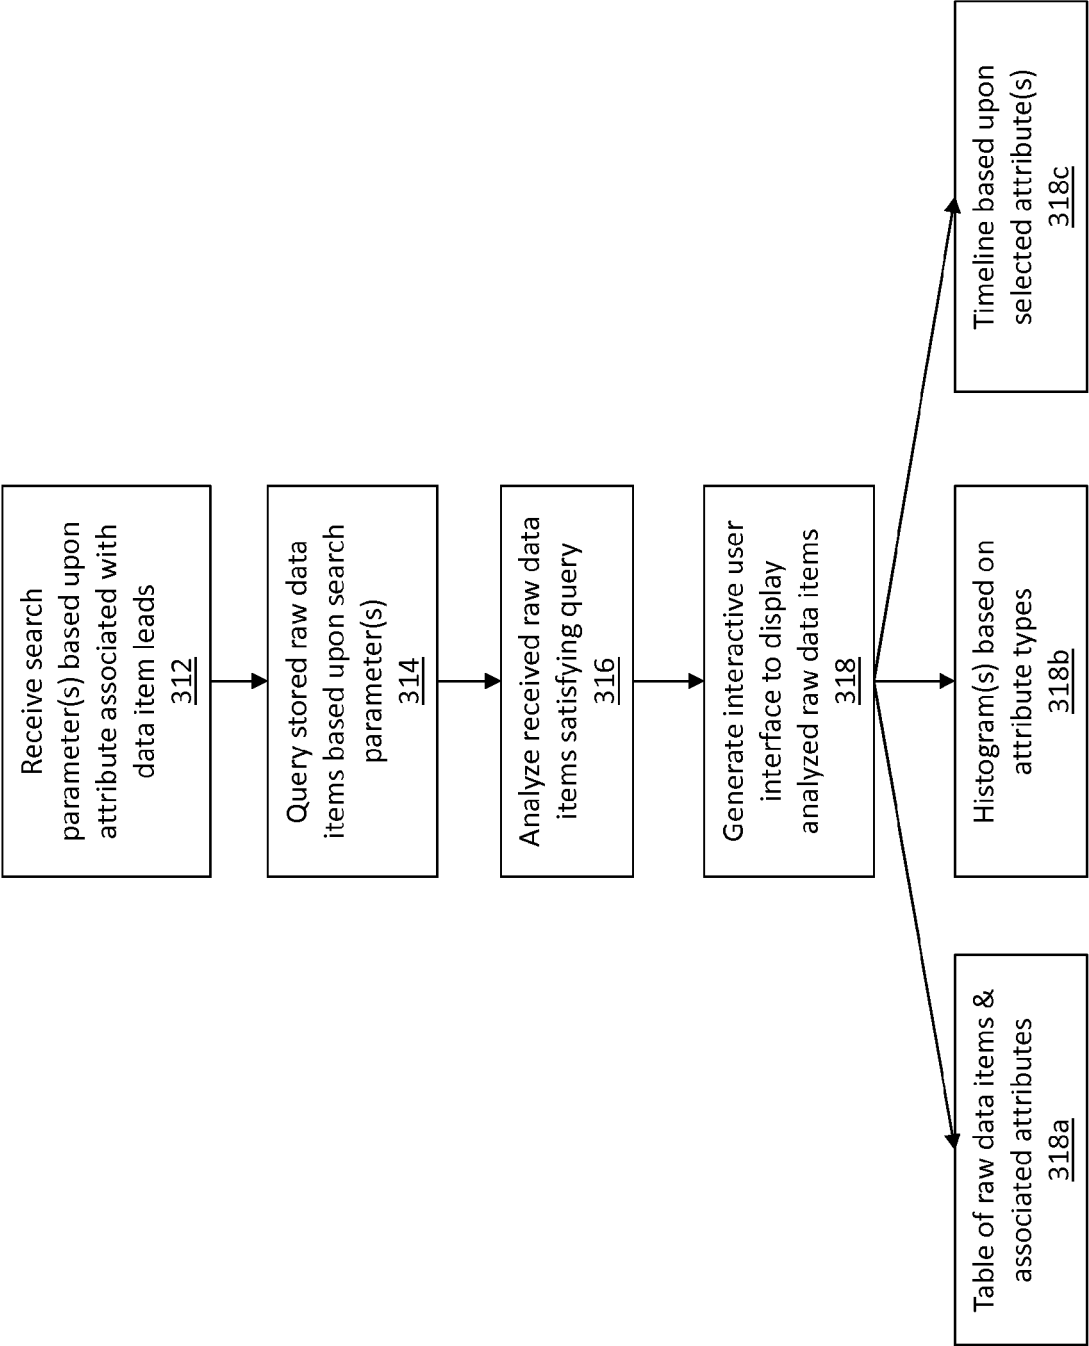 Receive search
parameter(s) based upon
attribute associated with
data item leads
312
Query stored raw data
items based upon search
parameter(s)
314
Analyze received raw data
items satisfying query
316
Generate interactive user
interface to display
analyzed raw data items
318
Table of raw data items &
associated attributes
318a
Histogram(s) based on
attribute types
318b
Timeline based upon
selected attribute(s)
318c